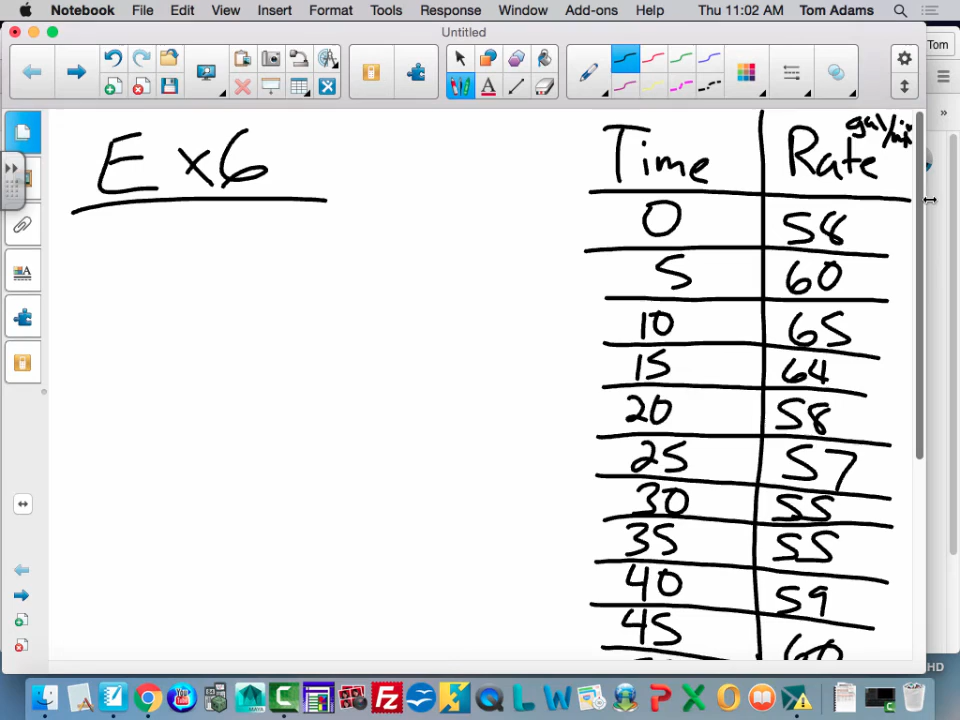 Notebook File Edit View Insert Format Tools Response Window Add-ons Help Thu 11:02 AM Tom Adams
Untitled
Tom
Ex6
Time Rate gal/min
0 58
5 60
10 65
15 64
20 58
25 57
30 55
35 55
40 59
45 60
HD